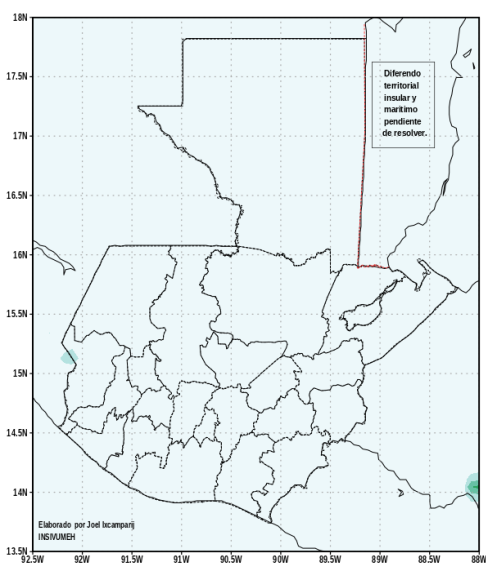 18N
17.5N
17N
16.5N
16N
15.5N
15N
14.5N
14N
13.5N
Diferendo
territorial
insular y
marítimo
pendiente
de resolver.
Elaborado por Joel Ixcamparij
INSIVUMEH
92.5W 92W 91.5W 91W 90.5W 90W 89.5W 89W 88.5W 88W